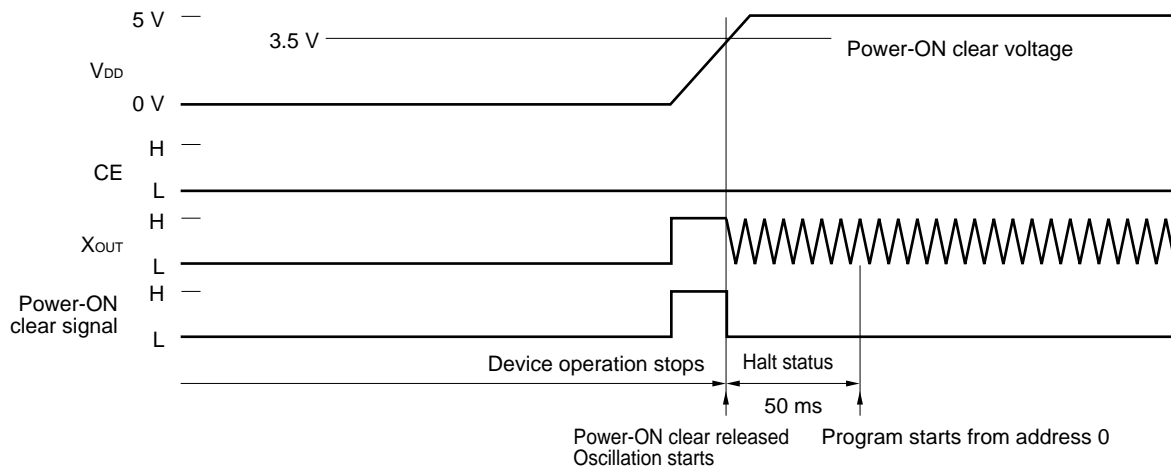 5 V
3.5 V
Power-ON clear voltage
VDD
0 V
H
CE
L
H
XOUT
L
H
Power-ON
clear signal
L
Device operation stops
Halt status
50 ms
Power-ON clear released
Oscillation starts
Program starts from address 0